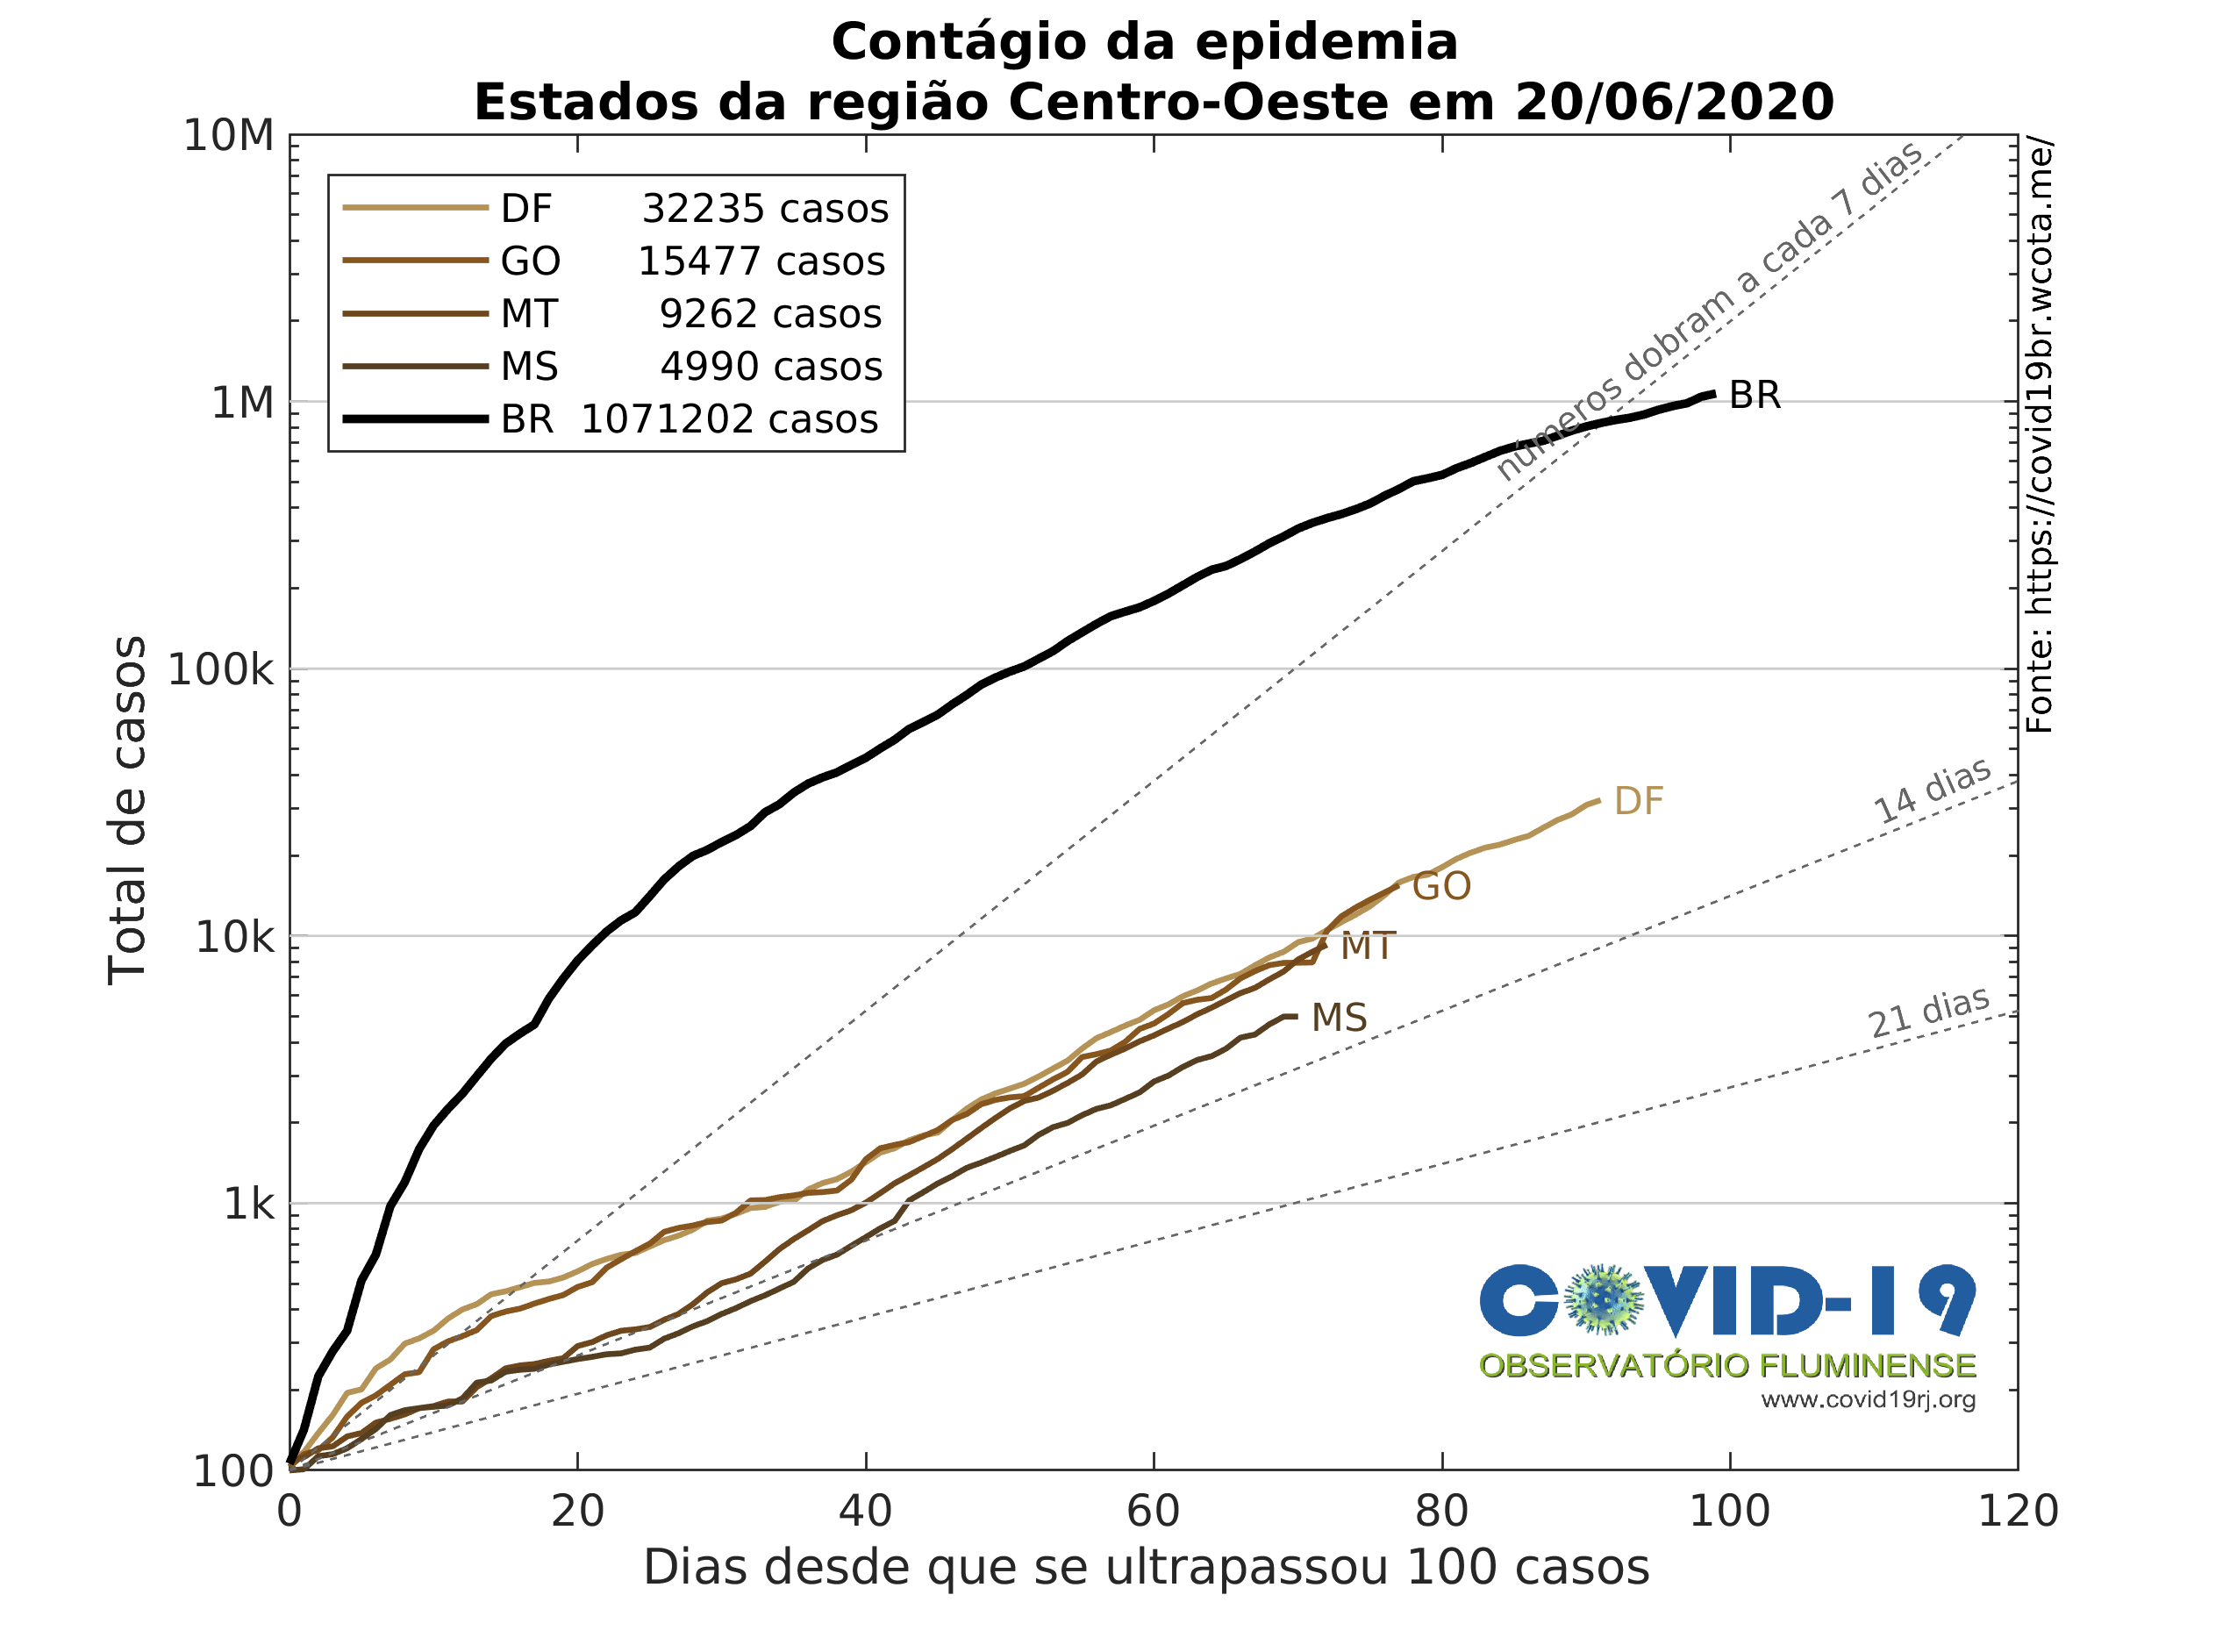 Contágio da epidemia
Estados da região Centro-Oeste em 20/06/2020
10M
1M
100k
10k
1k
100
Total de casos
DF 32235 casos
GO 15477 casos
MT 9262 casos
MS 4990 casos
BR 1071202 casos
números dobram a cada 7 dias
BR
Fonte: https://covid19br.wcota.me/
14 dias
DF
GO
MT
MS
21 dias
COVID-19
OBSERVATÓRIO FLUMINENSE
www.covid19rj.org
0 20 40 60 80 100 120
Dias desde que se ultrapassou 100 casos